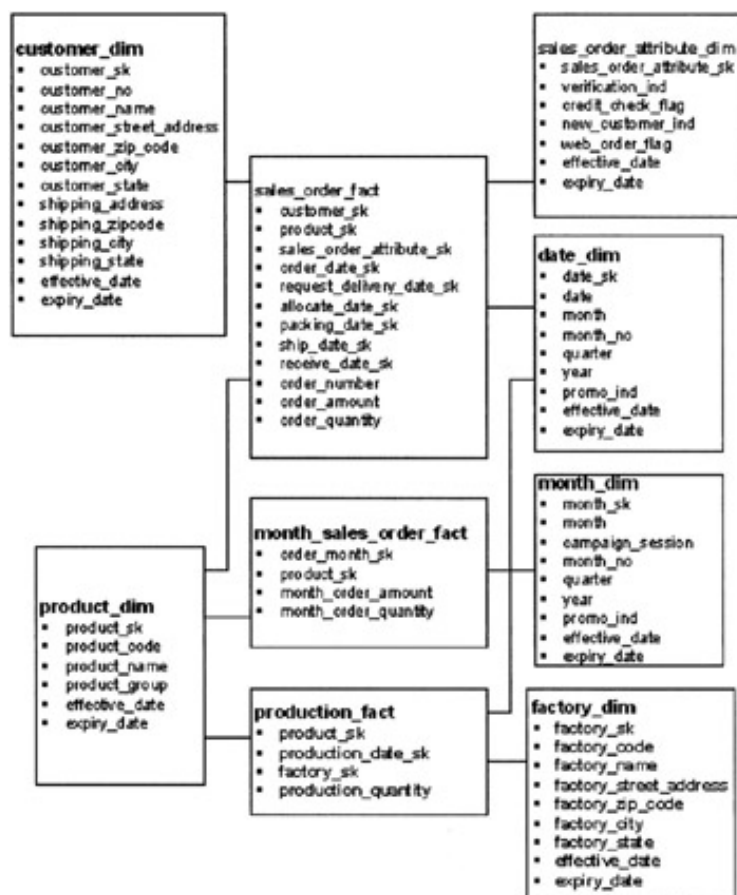 customer_dim
▪ customer_sk
▪ customer_no
▪ customer_name
▪ customer_street_address
▪ customer_zip_code
▪ customer_city
▪ customer_state
▪ shipping_address
▪ shipping_zipcode
▪ shipping_city
▪ shipping_state
▪ effective_date
▪ expiry_date
sales_order_attribute_dim
▪ sales_order_attribute_sk
▪ verification_ind
▪ credit_check_flag
▪ new_customer_ind
▪ web_order_flag
▪ effective_date
▪ expiry_date
sales_order_fact
▪ customer_sk
▪ product_sk
▪ sales_order_attribute_sk
▪ order_date_sk
▪ request_delivery_date_sk
▪ allocate_date_sk
▪ packing_date_sk
▪ ship_date_sk
▪ receive_date_sk
▪ order_number
▪ order_amount
▪ order_quantity
date_dim
▪ date_sk
▪ date
▪ month
▪ month_no
▪ quarter
▪ year
▪ promo_ind
▪ effective_date
▪ expiry_date
month_sales_order_fact
▪ order_month_sk
▪ product_sk
▪ month_order_amount
▪ month_order_quantity
month_dim
▪ month_sk
▪ month
▪ campaign_session
▪ month_no
▪ quarter
▪ year
▪ promo_ind
▪ effective_date
▪ expiry_date
product_dim
▪ product_sk
▪ product_code
▪ product_name
▪ product_group
▪ effective_date
▪ expiry_date
production_fact
▪ product_sk
▪ production_date_sk
▪ factory_sk
▪ production_quantity
factory_dim
▪ factory_sk
▪ factory_code
▪ factory_name
▪ factory_street_address
▪ factory_zip_code
▪ factory_city
▪ factory_state
▪ effective_date
▪ expiry_date